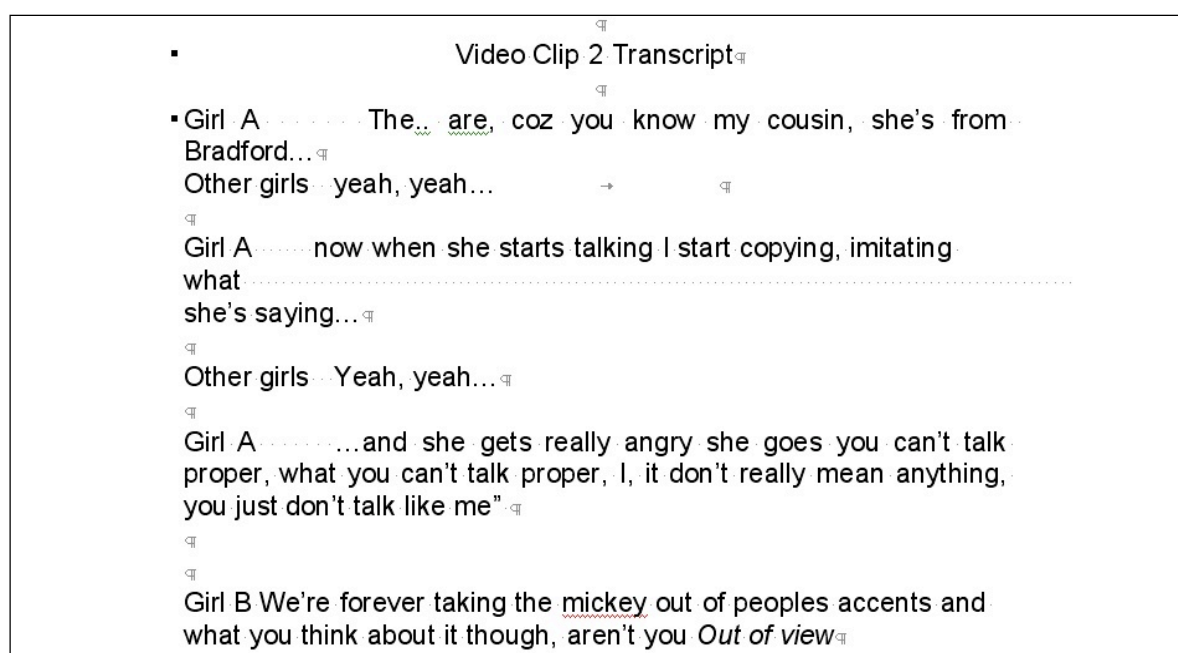 Video Clip 2 Transcript
Girl A The.. are, coz you know my cousin, she's from
Bradford...
Other girls yeah, yeah...
Girl A now when she starts talking I start copying, imitating
what
she's saying...
Other girls Yeah, yeah...
Girl A ...and she gets really angry she goes you can't talk
proper, what you can't talk proper, I, it don't really mean anything,
you just don't talk like me”
Girl B We're forever taking the mickey out of peoples accents and
what you think about it though, aren't you Out of view